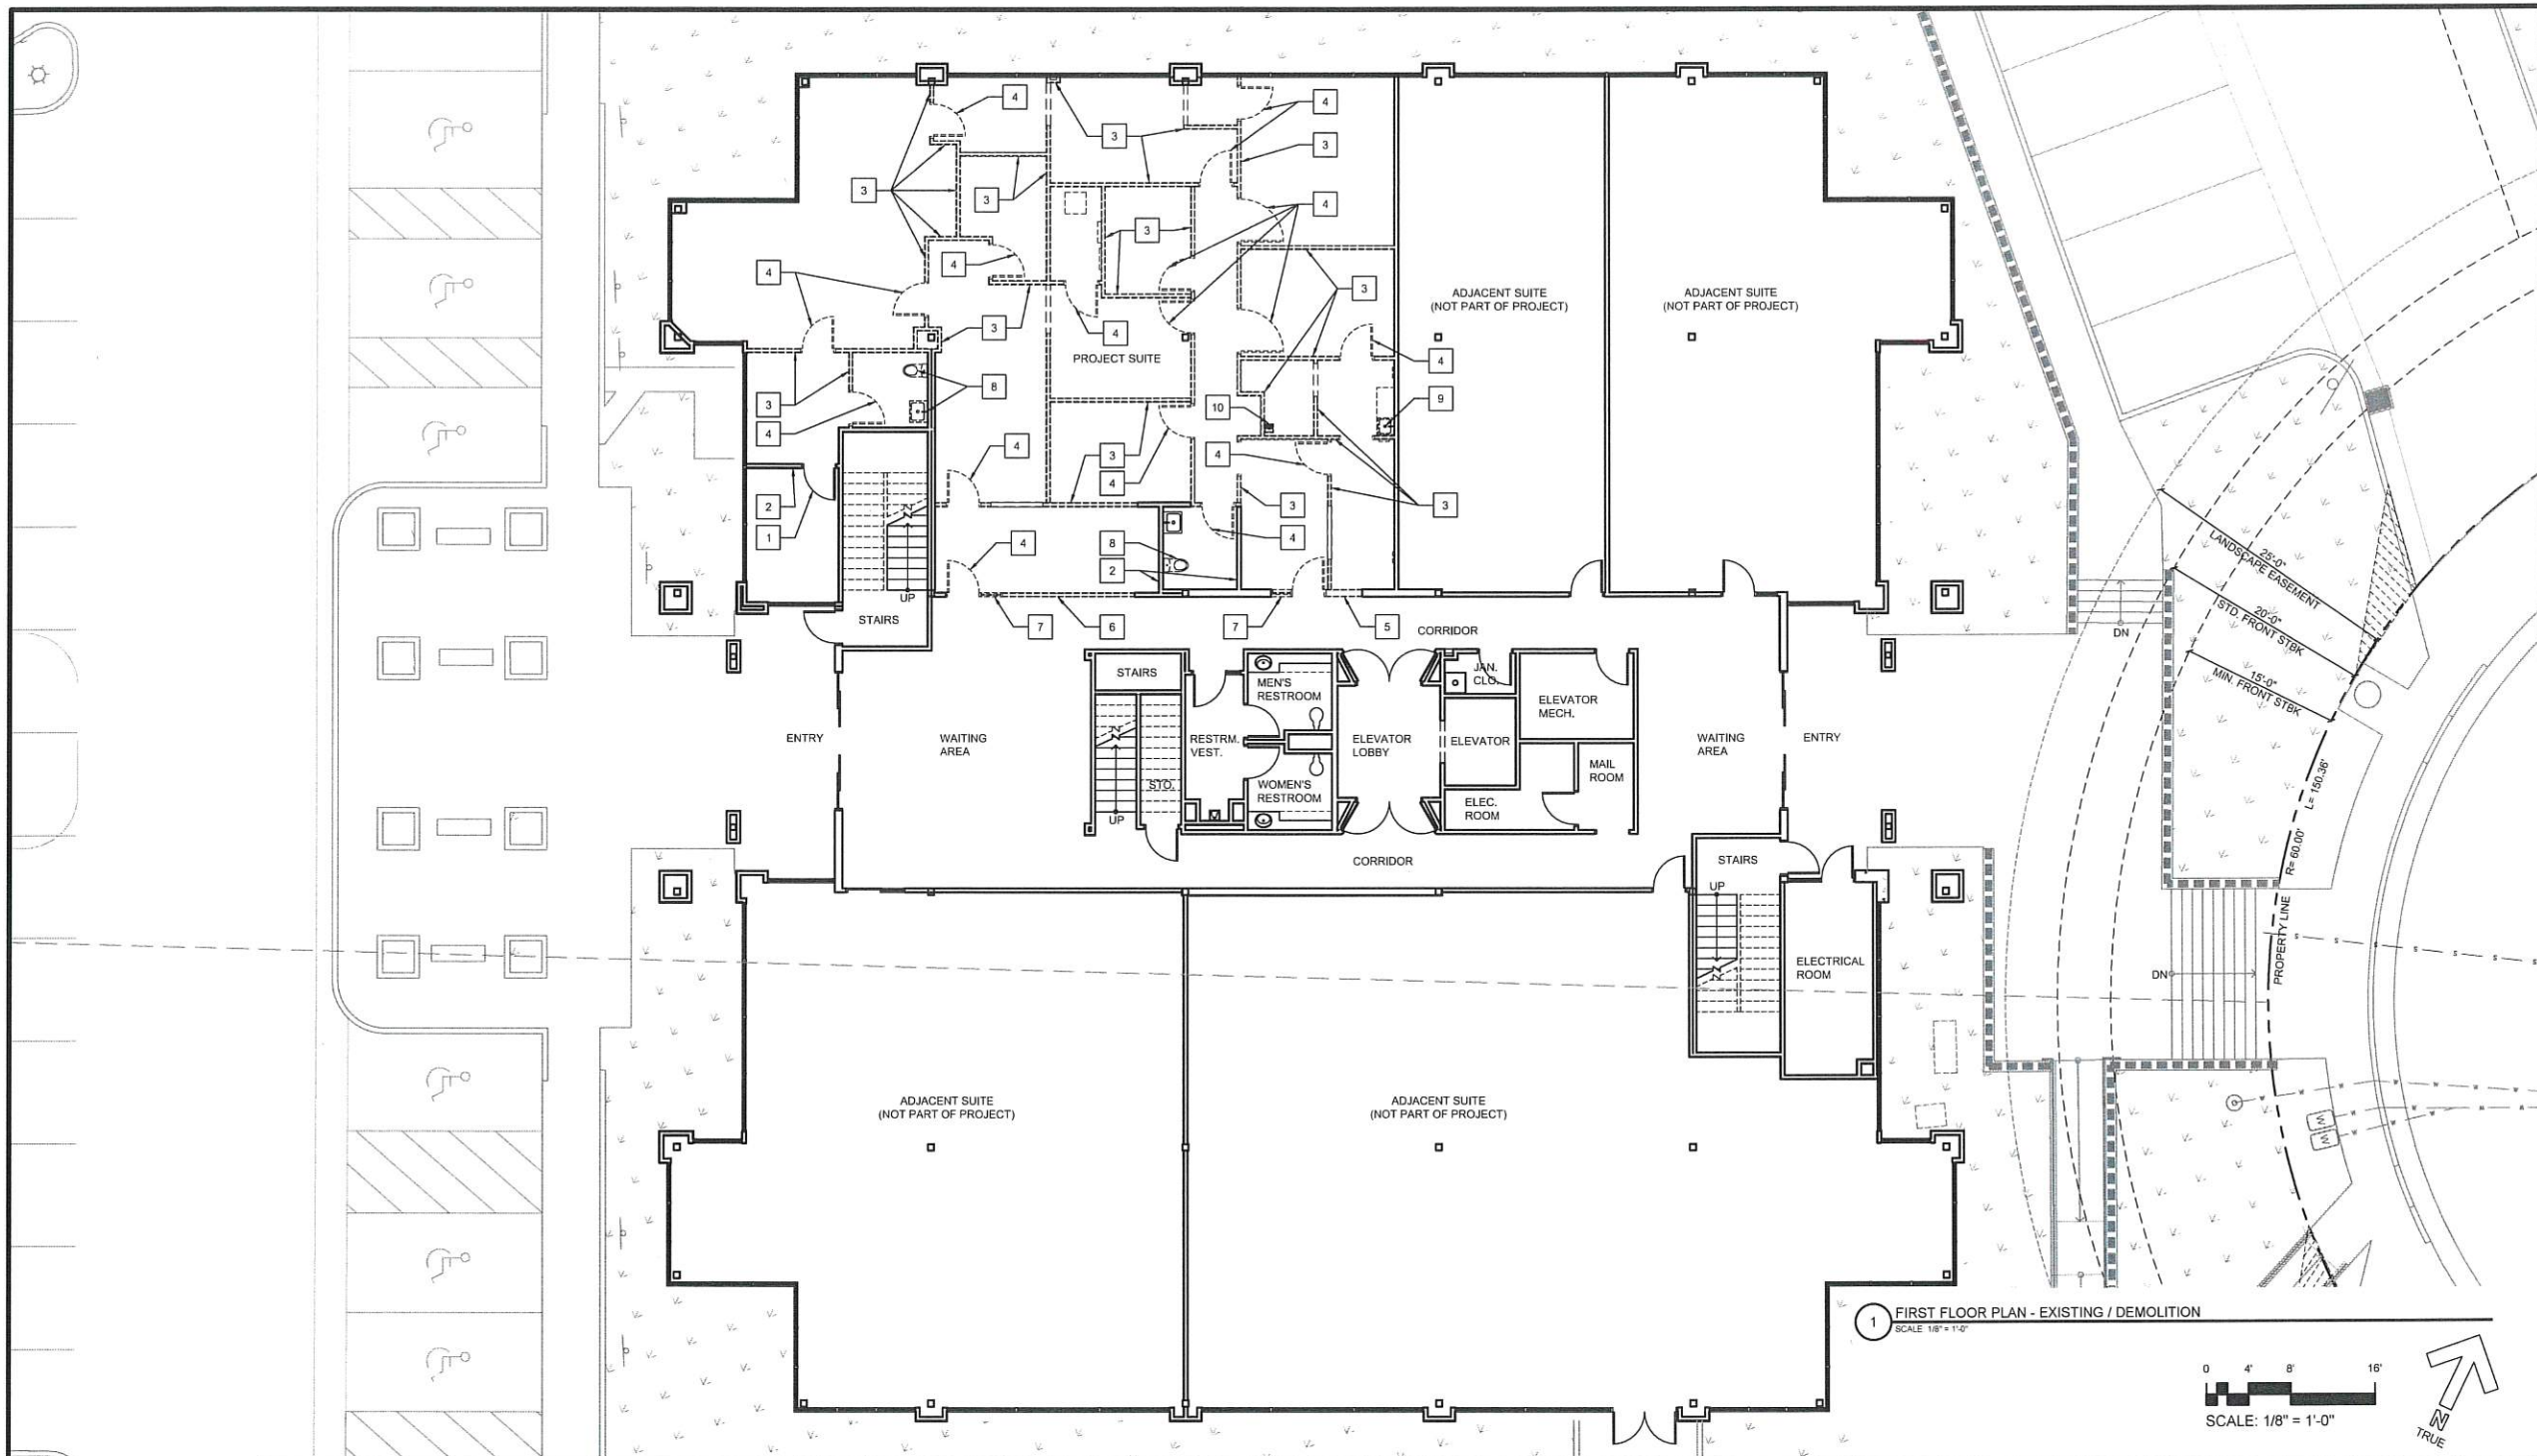 4
4
3
3
3
3
4
3
4
4
3
ADJACENT SUITE
(NOT PART OF PROJECT)
ADJACENT SUITE
(NOT PART OF PROJECT)
3
4
PROJECT SUITE
4
8
9
3
10
4
4
3
4
4
3
3
2
1
4
8
4
2
UP
STAIRS
7
6
7
5
CORRIDOR
STAIRS
MEN'S
RESTROOM
JAN.
CLO.
ELEVATOR
MECH.
ENTRY
WAITING
AREA
RESTRM.
VEST.
ELEVATOR
LOBBY
ELEVATOR
WAITING
AREA
ENTRY
STO.
WOMEN'S
RESTROOM
MAIL
ROOM
ELEC.
ROOM
UP
CORRIDOR
STAIRS
UP
ELECTRICAL
ROOM
25'-0"
LANDSCAPE EASEMENT
20'-0"
STD. FRONT STBK
15'-0"
MIN. FRONT STBK
DN
L= 150.36'
R= 60.00'
PROPERTY LINE
DN
S S S S S S
W W W W W
W W W W
W
W
ADJACENT SUITE
(NOT PART OF PROJECT)
ADJACENT SUITE
(NOT PART OF PROJECT)
1
FIRST FLOOR PLAN - EXISTING / DEMOLITION
SCALE 1/8" = 1'-0"
0 4' 8' 16'
SCALE: 1/8" = 1'-0"
N
TRUE